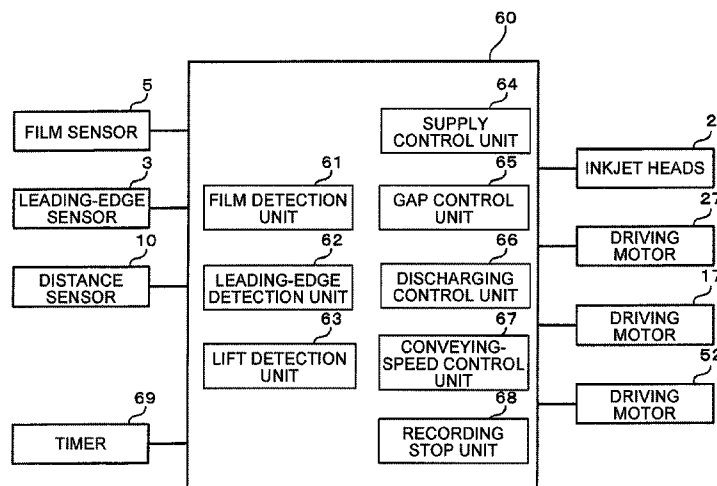 60
5
FILM SENSOR
3
LEADING-EDGE
SENSOR
10
DISTANCE
SENSOR
69
TIMER
61
FILM DETECTION
UNIT
62
LEADING-EDGE
DETECTION UNIT
63
LIFT DETECTION
UNIT
64
SUPPLY
CONTROL UNIT
65
GAP CONTROL
UNIT
66
DISCHARGING
CONTROL UNIT
67
CONVEYING-
SPEED CONTROL
UNIT
68
RECORDING
STOP UNIT
2
INKJET HEADS
27
DRIVING
MOTOR
17
DRIVING
MOTOR
52
DRIVING
MOTOR